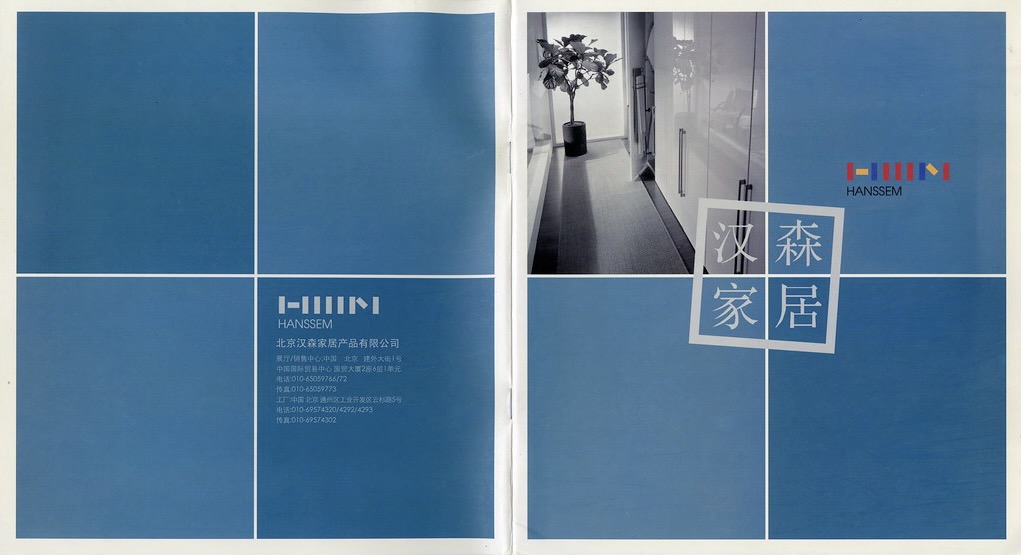 HANSSEM
北京汉森家居产品有限公司
展厅/销售中心:中国 北京 建外大街1号
中国国际贸易中心 国贸大厦2座6层1单元
电话:010-65059766/72
传真:010-65059773
工厂:中国 北京 通州区工业开发区云杉路5号
电话:010-69574320/4292/4293
传真:010-69574302
HANSSEM
汉森
家居